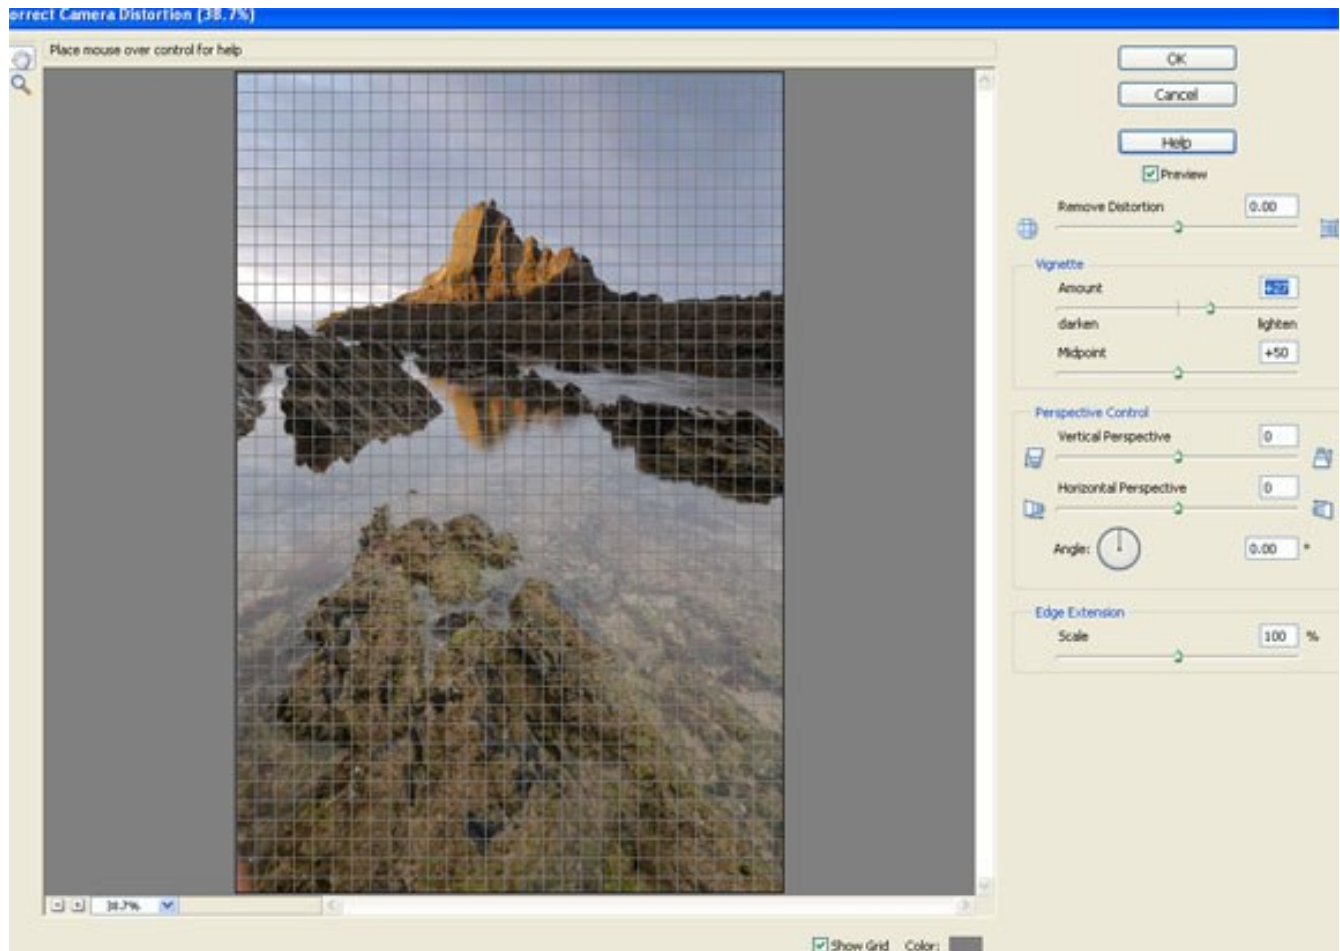 orrect Camera Distortion (38.7%)
Place mouse over control for help
OK
Cancel
Help
Preview
Remove Distortion 0.00
Vignette
Amount +27
darken lighten
Midpoint +50
Perspective Control
Vertical Perspective 0
Horizontal Perspective 0
Angle: 0.00 °
Edge Extension
Scale 100 %
38.7%
Show Grid Color: